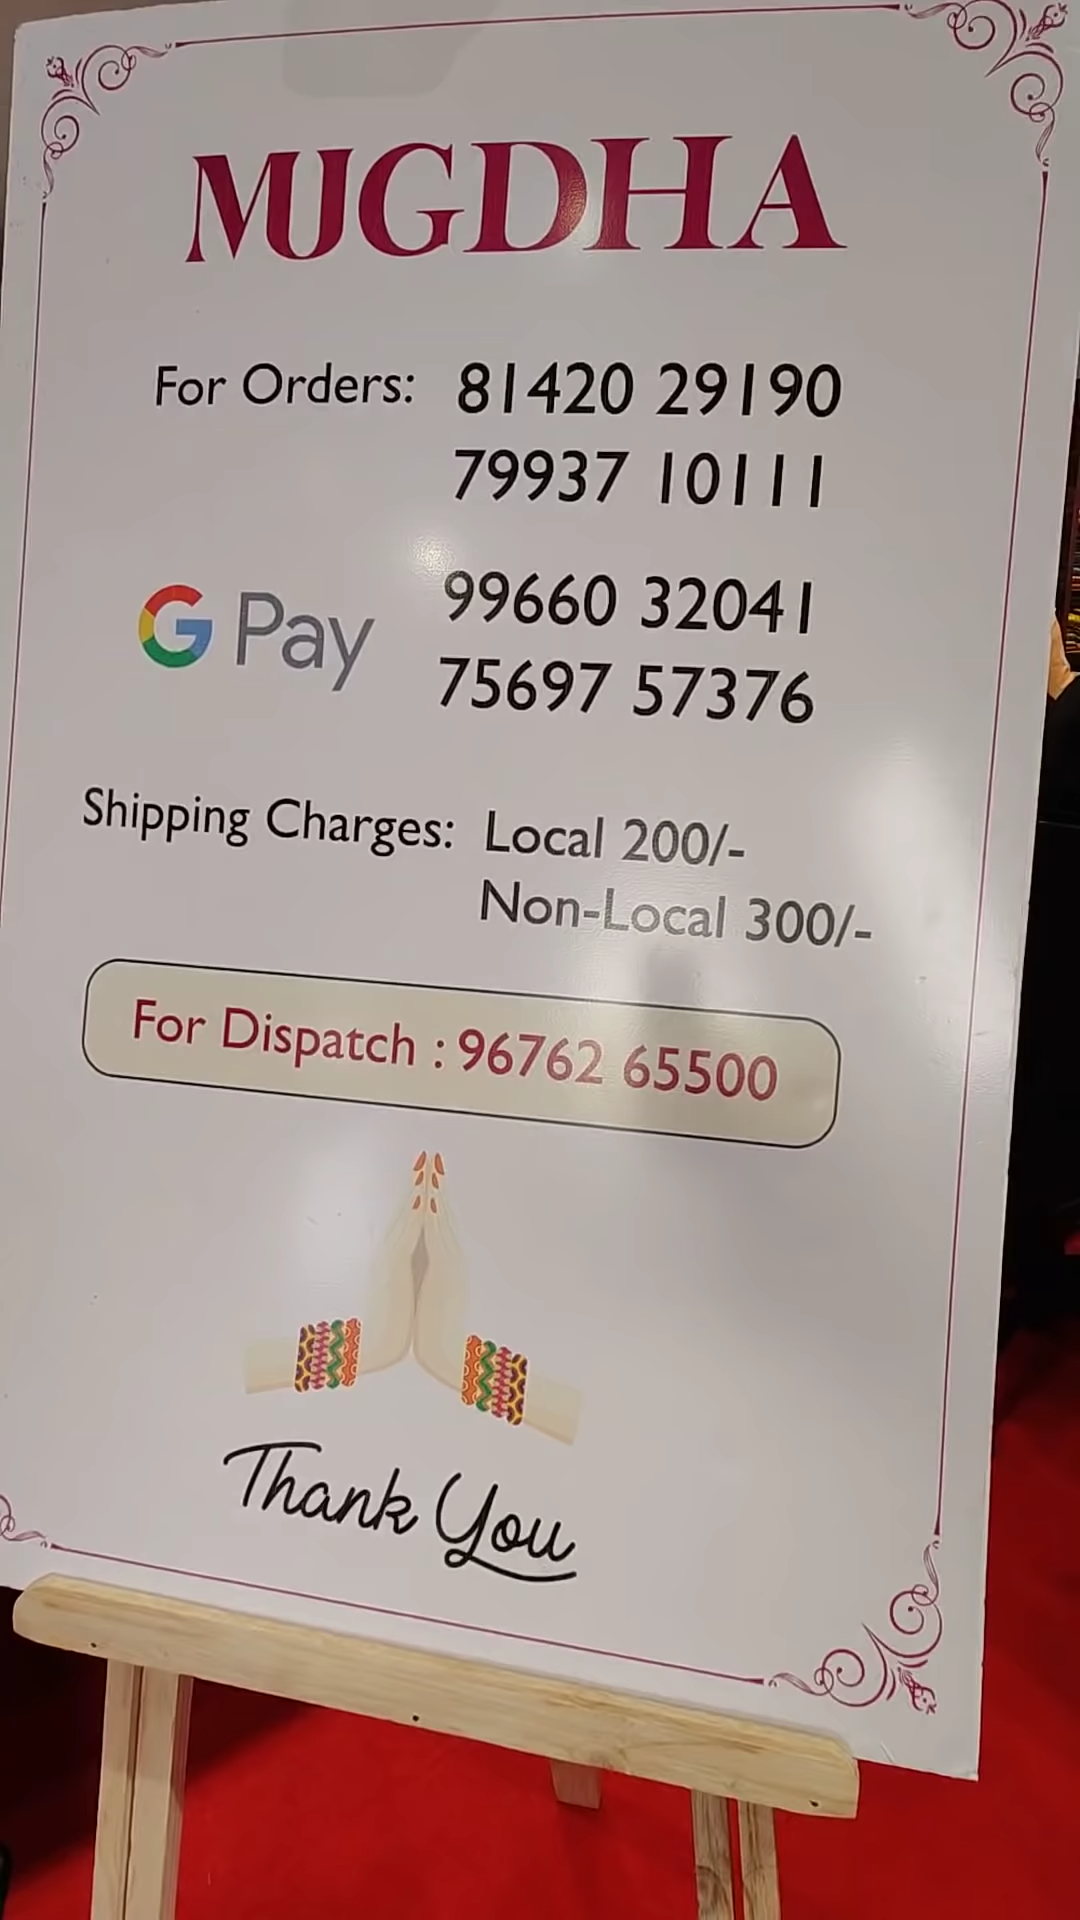 MUGDHA
For Orders: 81420 29190
79937 10111
G Pay 99660 32041
75697 57376
Shipping Charges: Local 200/-
Non-Local 300/-
For Dispatch : 96762 65500
Thank You